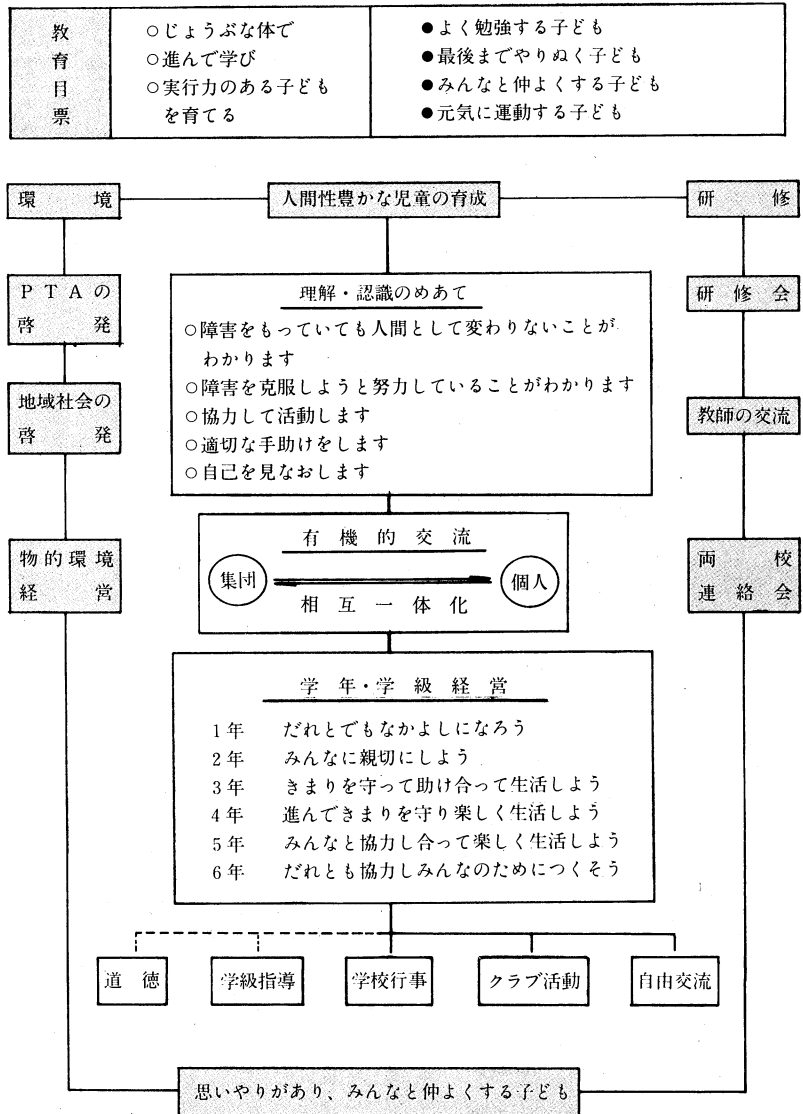 教育目票
○じょうぶな体で
○進んで学び
○実行力のある子ども
を育てる
●よく勉強する子ども
●最後までやりぬく子ども
●みんなと仲よくする子ども
●元気に運動する子ども
環境
人間性豊かな児童の育成
研修
PTAの
啓発
地域社会の
啓発
物的環境
経営
理解・認識のめあて
○障害をもっていても人間として変わりないことが
わかります
○障害を克服しようと努力していることがわかります
○協力して活動します
○適切な手助けをします
○自己を見なおします
研修会
教師の交流
両校
連絡会
有機的交流
集団
個人
相互一体化
学年・学級経営
1年 だれとでもなかよしになろう
2年 みんなに親切にしよう
3年 きまりを守って助け合って生活しよう
4年 進んできまりを守り楽しく生活しよう
5年 みんなと協力し合って楽しく生活しよう
6年 だれとも協力しみんなのためにつくそう
道徳
学級指導
学校行事
クラブ活動
自由交流
思いやりがあり、みんなと仲よくする子ども